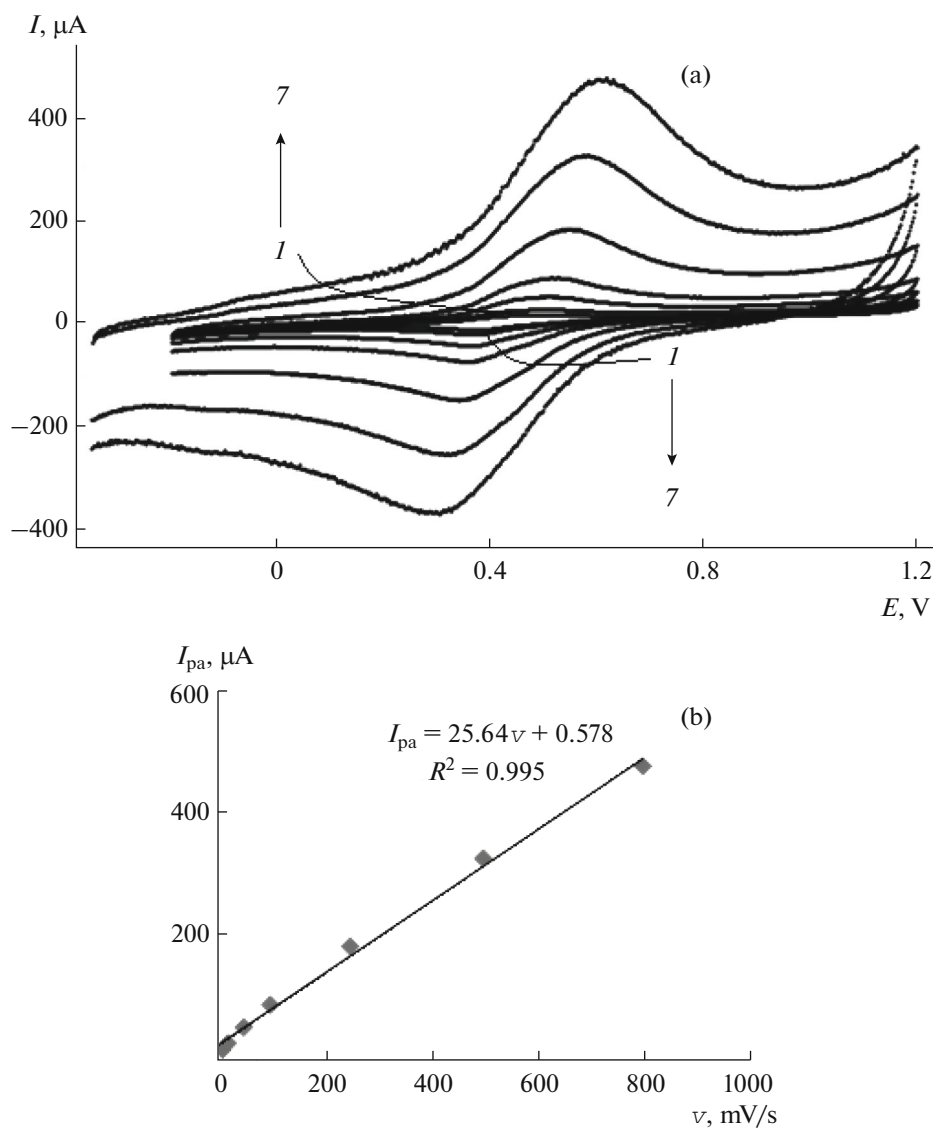 I, μA
(a)
7
400
200
1
0
1
−200
7
−400
0 0.4 0.8 1.2
E, V
I_pa, μA
600
(b)
I_pa = 25.64v + 0.578
R² = 0.995
400
200
0 200 400 600 800 1000
v, mV/s